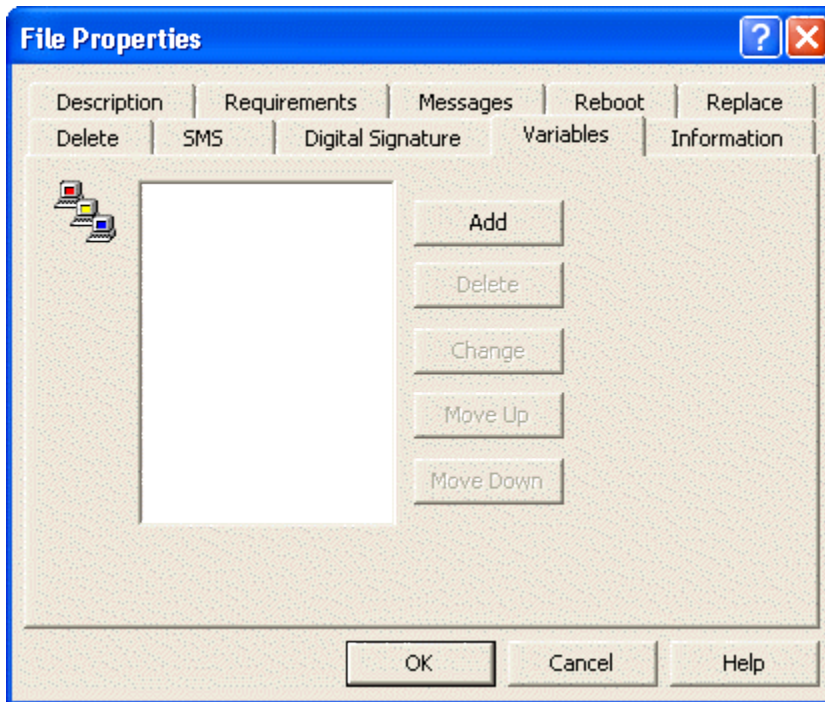 File Properties
Description Requirements Messages Reboot Replace
Delete SMS Digital Signature Variables Information
Add
Delete
Change
Move Up
Move Down
OK Cancel Help